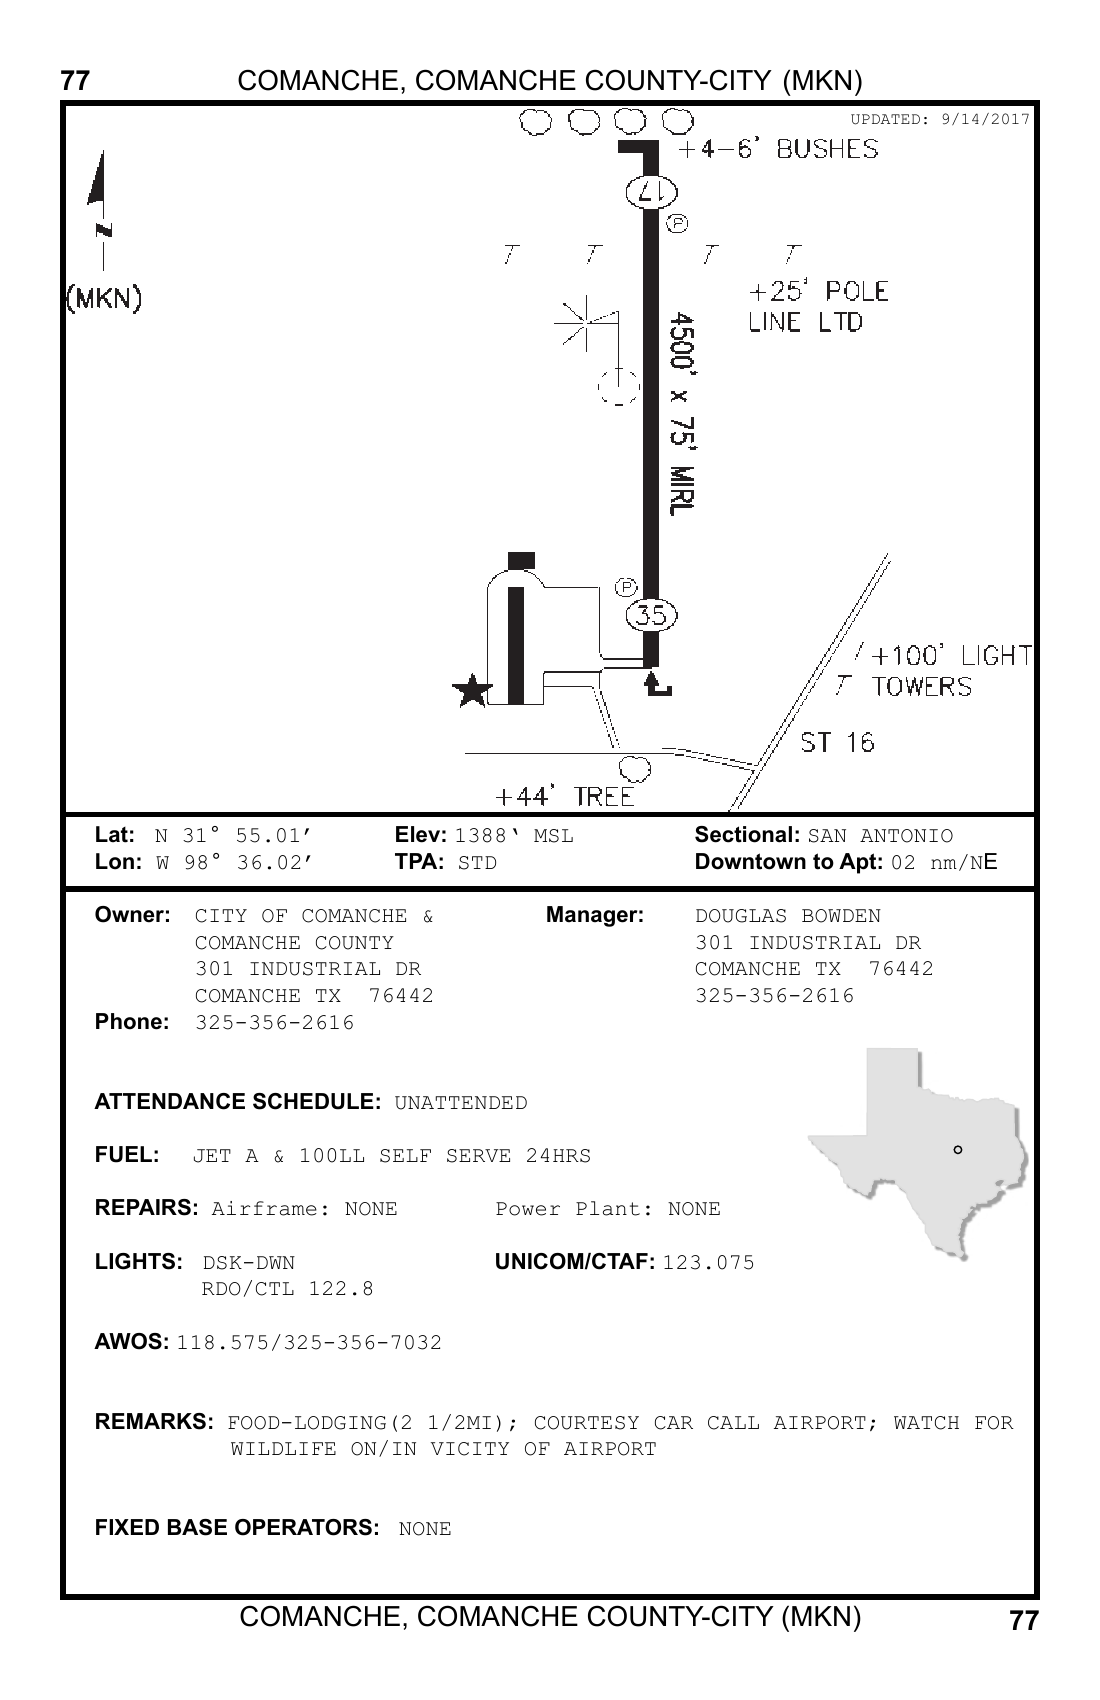 77 COMANCHE, COMANCHE COUNTY-CITY (MKN)
UPDATED: 9/14/2017
+4-6' BUSHES
17
P
N
T T T T
(MKN)
+25' POLE
LINE LTD
4500' x 75' MIRL
P
35
+100' LIGHT
T TOWERS
ST 16
+44' TREE
Lat: N 31° 55.01’ Elev: 1388‘ MSL Sectional: SAN ANTONIO
Lon: W 98° 36.02’ TPA: STD Downtown to Apt: 02 nm/NE
Owner: CITY OF COMANCHE & Manager: DOUGLAS BOWDEN
COMANCHE COUNTY 301 INDUSTRIAL DR
301 INDUSTRIAL DR COMANCHE TX 76442
COMANCHE TX 76442 325-356-2616
Phone: 325-356-2616
ATTENDANCE SCHEDULE: UNATTENDED
FUEL: JET A & 100LL SELF SERVE 24HRS
REPAIRS: Airframe: NONE Power Plant: NONE
LIGHTS: DSK-DWN UNICOM/CTAF: 123.075
RDO/CTL 122.8
AWOS: 118.575/325-356-7032
REMARKS: FOOD-LODGING(2 1/2MI); COURTESY CAR CALL AIRPORT; WATCH FOR
WILDLIFE ON/IN VICITY OF AIRPORT
FIXED BASE OPERATORS: NONE
COMANCHE, COMANCHE COUNTY-CITY (MKN) 77